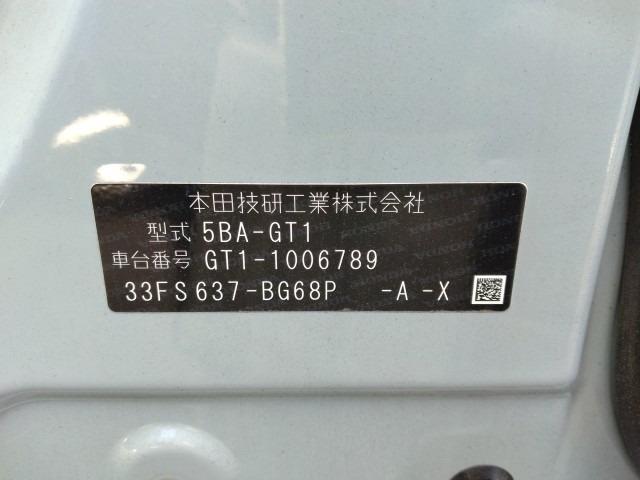 本田技研工業株式会社
型式 5BA-GT1
車台番号 GT1-1006789
33FS637-BG68P -A -X